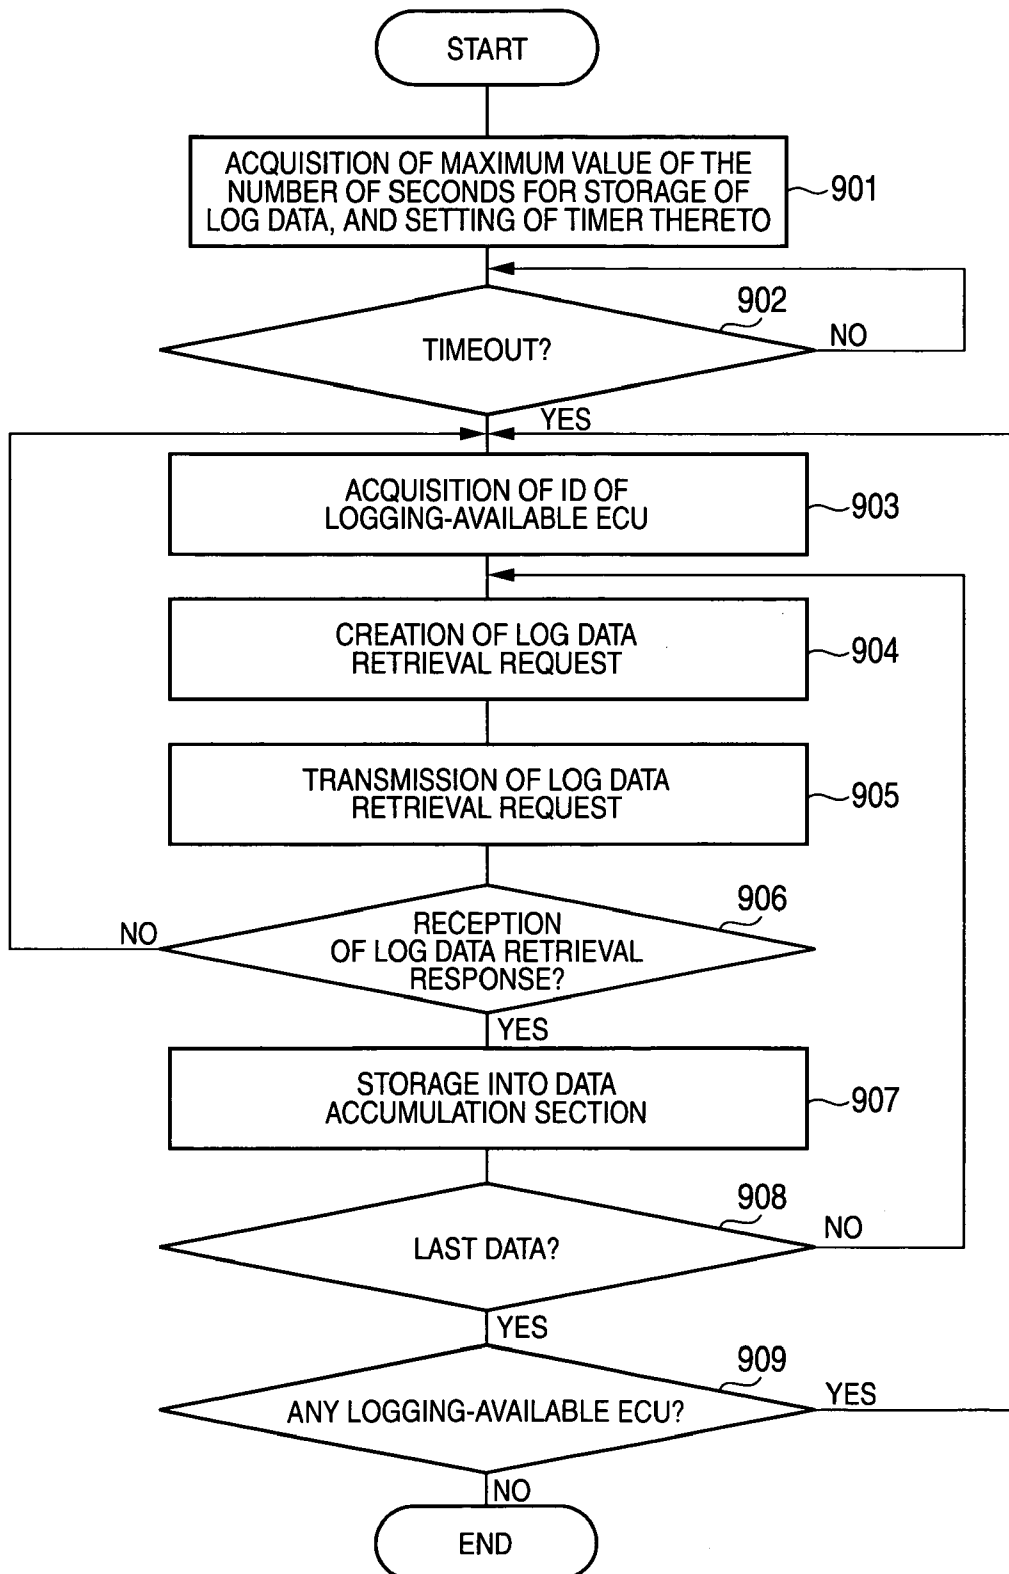 START
ACQUISITION OF MAXIMUM VALUE OF THE
NUMBER OF SECONDS FOR STORAGE OF
LOG DATA, AND SETTING OF TIMER THERETO
901
902
TIMEOUT?
NO
YES
ACQUISITION OF ID OF
LOGGING-AVAILABLE ECU
903
CREATION OF LOG DATA
RETRIEVAL REQUEST
904
TRANSMISSION OF LOG DATA
RETRIEVAL REQUEST
905
906
NO
RECEPTION
OF LOG DATA RETRIEVAL
RESPONSE?
YES
STORAGE INTO DATA
ACCUMULATION SECTION
907
908
LAST DATA?
NO
YES
909
ANY LOGGING-AVAILABLE ECU?
YES
NO
END